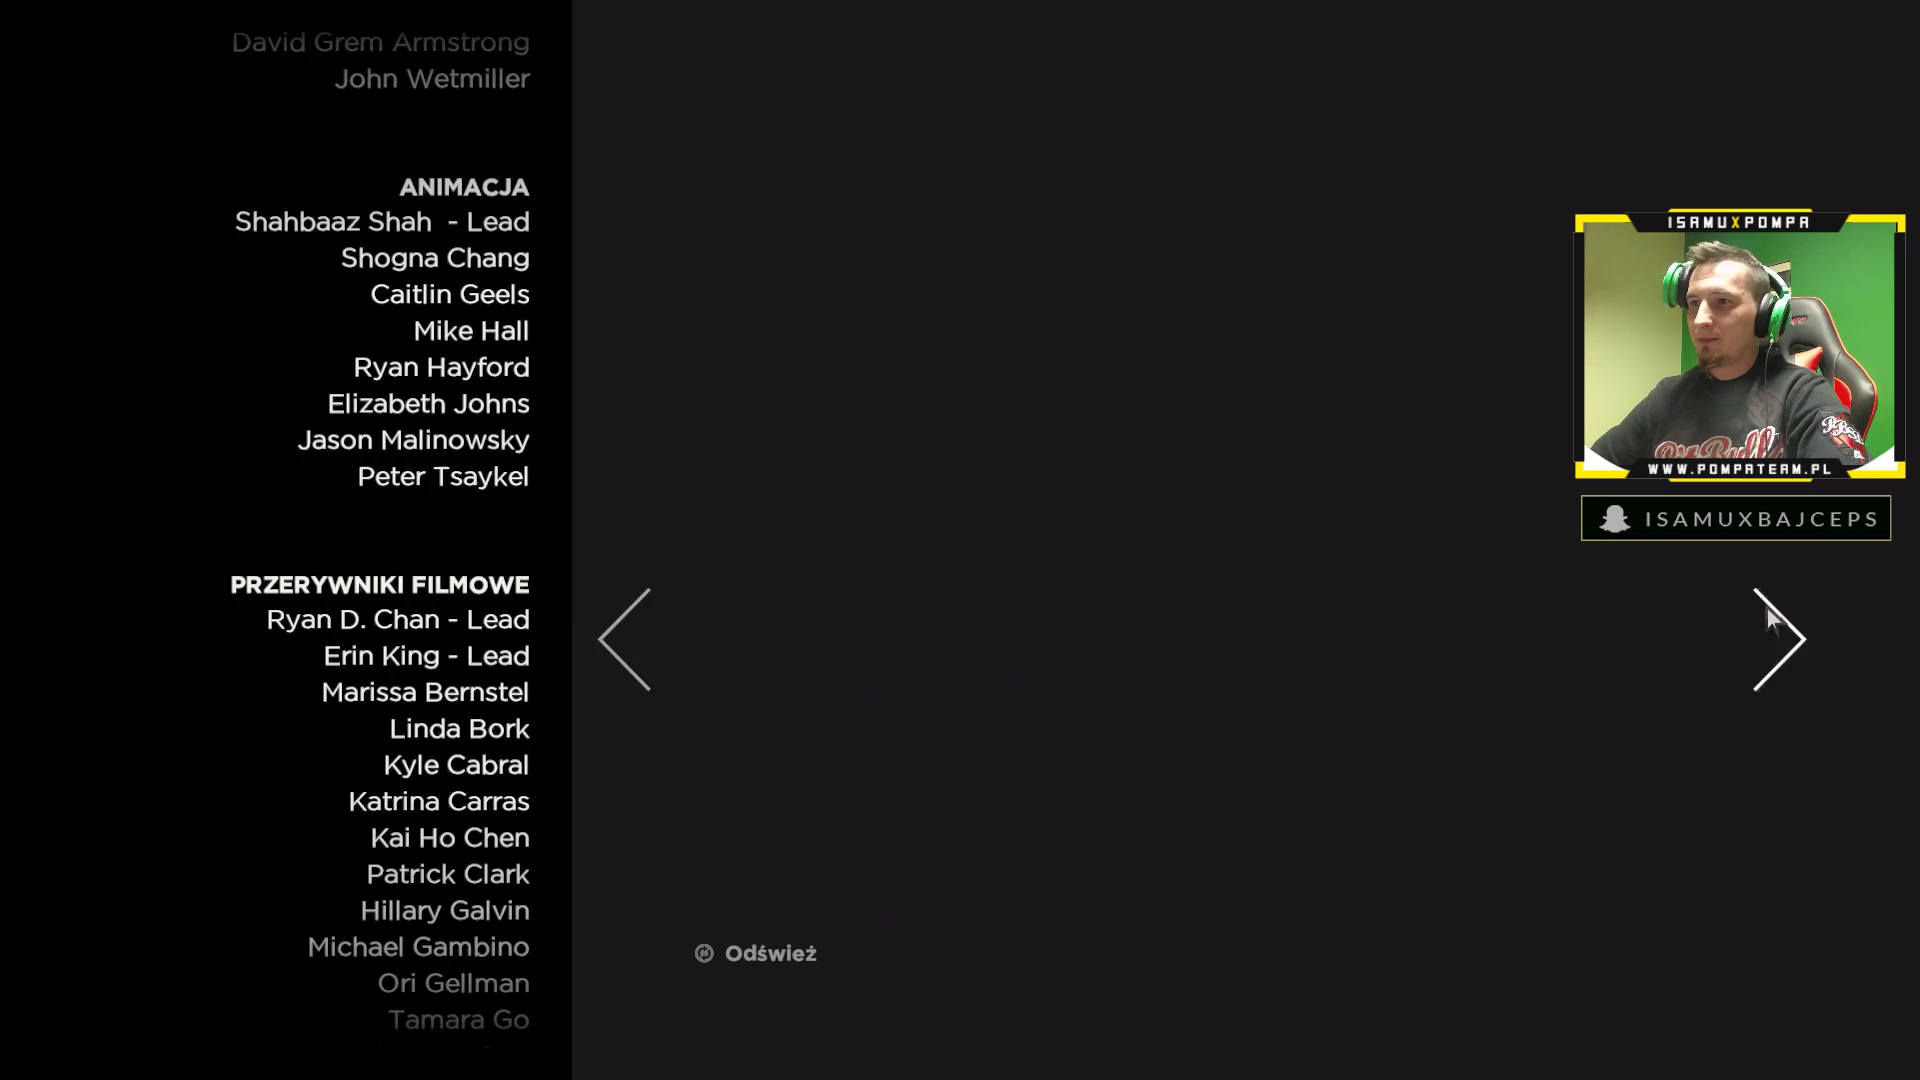 David Grem Armstrong
John Wetmiller
ANIMACJA
Shahbaaz Shah - Lead
Shogna Chang
Caitlin Geels
Mike Hall
Ryan Hayford
Elizabeth Johns
Jason Malinowsky
Peter Tsaykel
PRZERYWNIKI FILMOWE
Ryan D. Chan - Lead
Erin King - Lead
Marissa Bernstel
Linda Bork
Kyle Cabral
Katrina Carras
Kai Ho Chen
Patrick Clark
Hillary Galvin
Michael Gambino
Ori Gellman
Tamara Go
Odśwież
ISAMUXPOMPA
WWW.POMPATEAM.PL
ISAMUXBAJCEPS